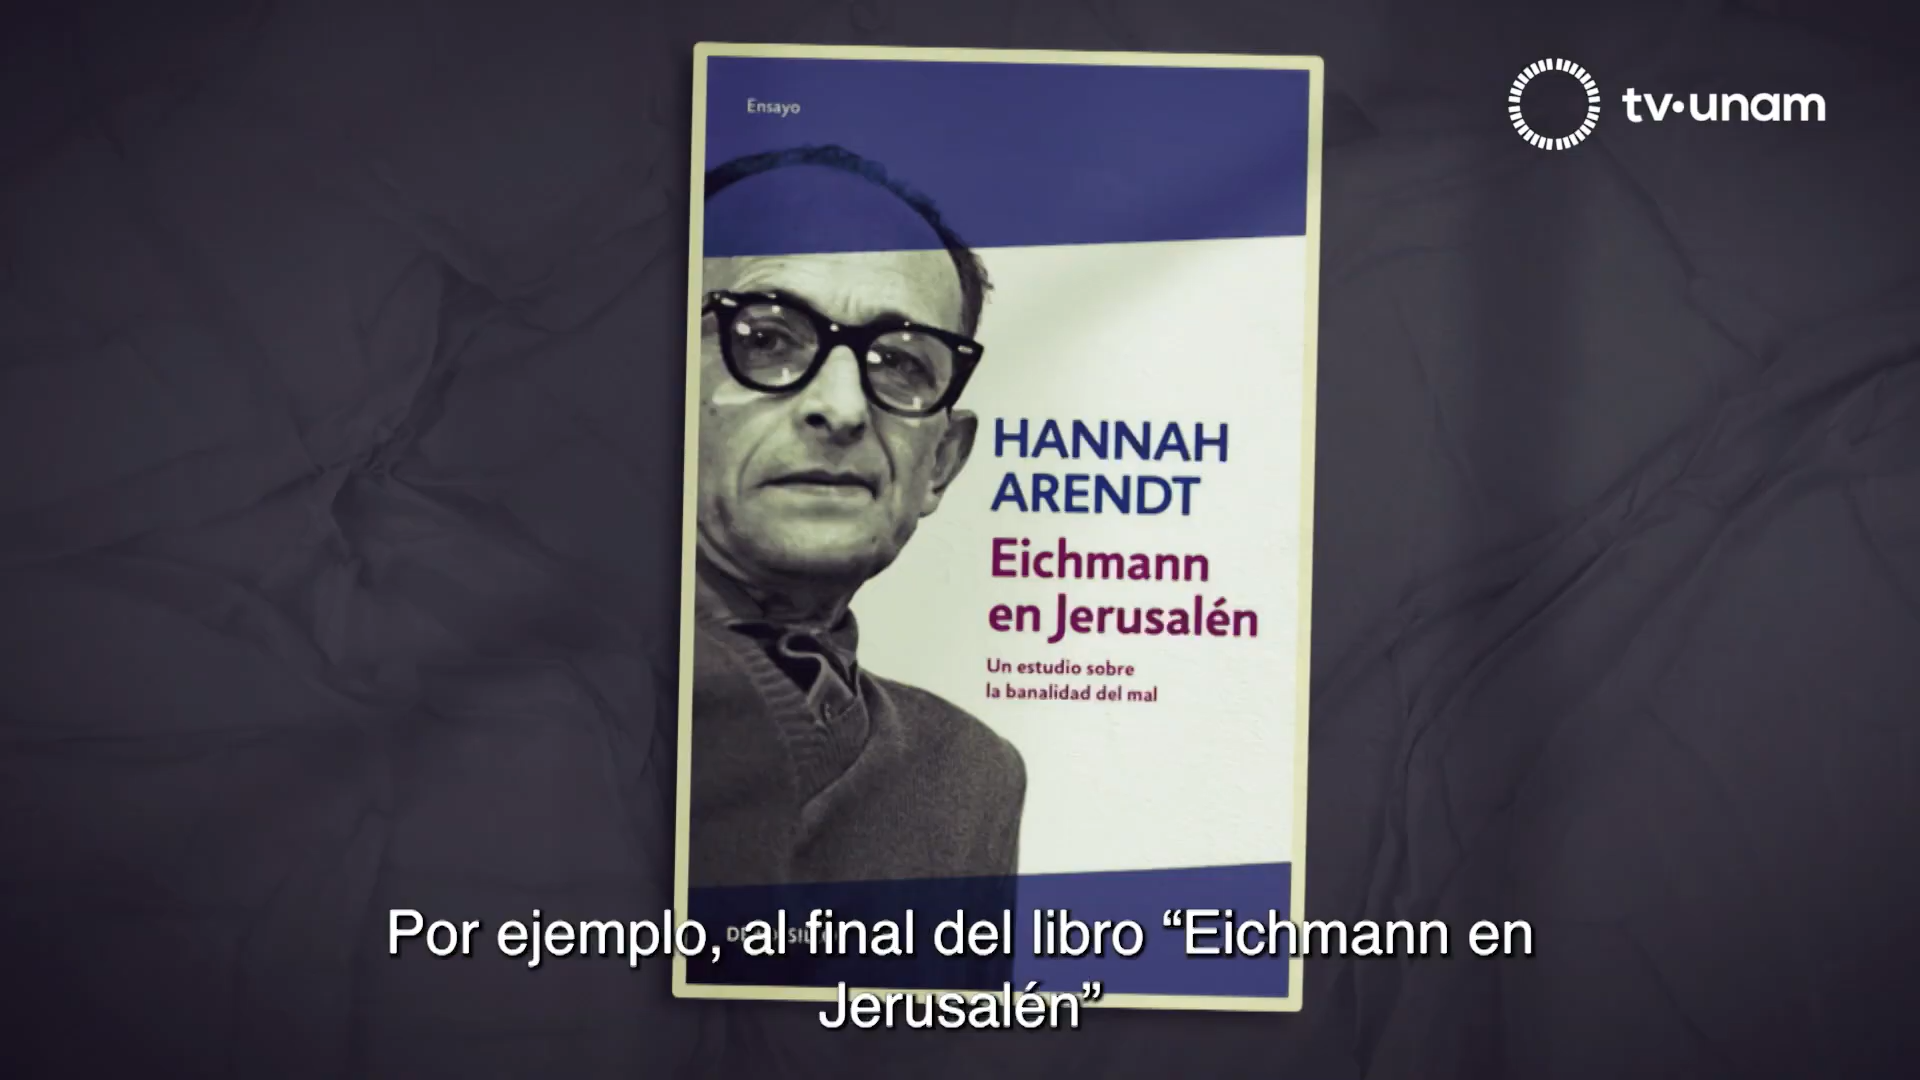 Ensayo
tv•unam
HANNAH
ARENDT
Eichmann
en Jerusalén
Un estudio sobre
la banalidad del mal
Por ejemplo, al final del libro “Eichmann en
Jerusalén”